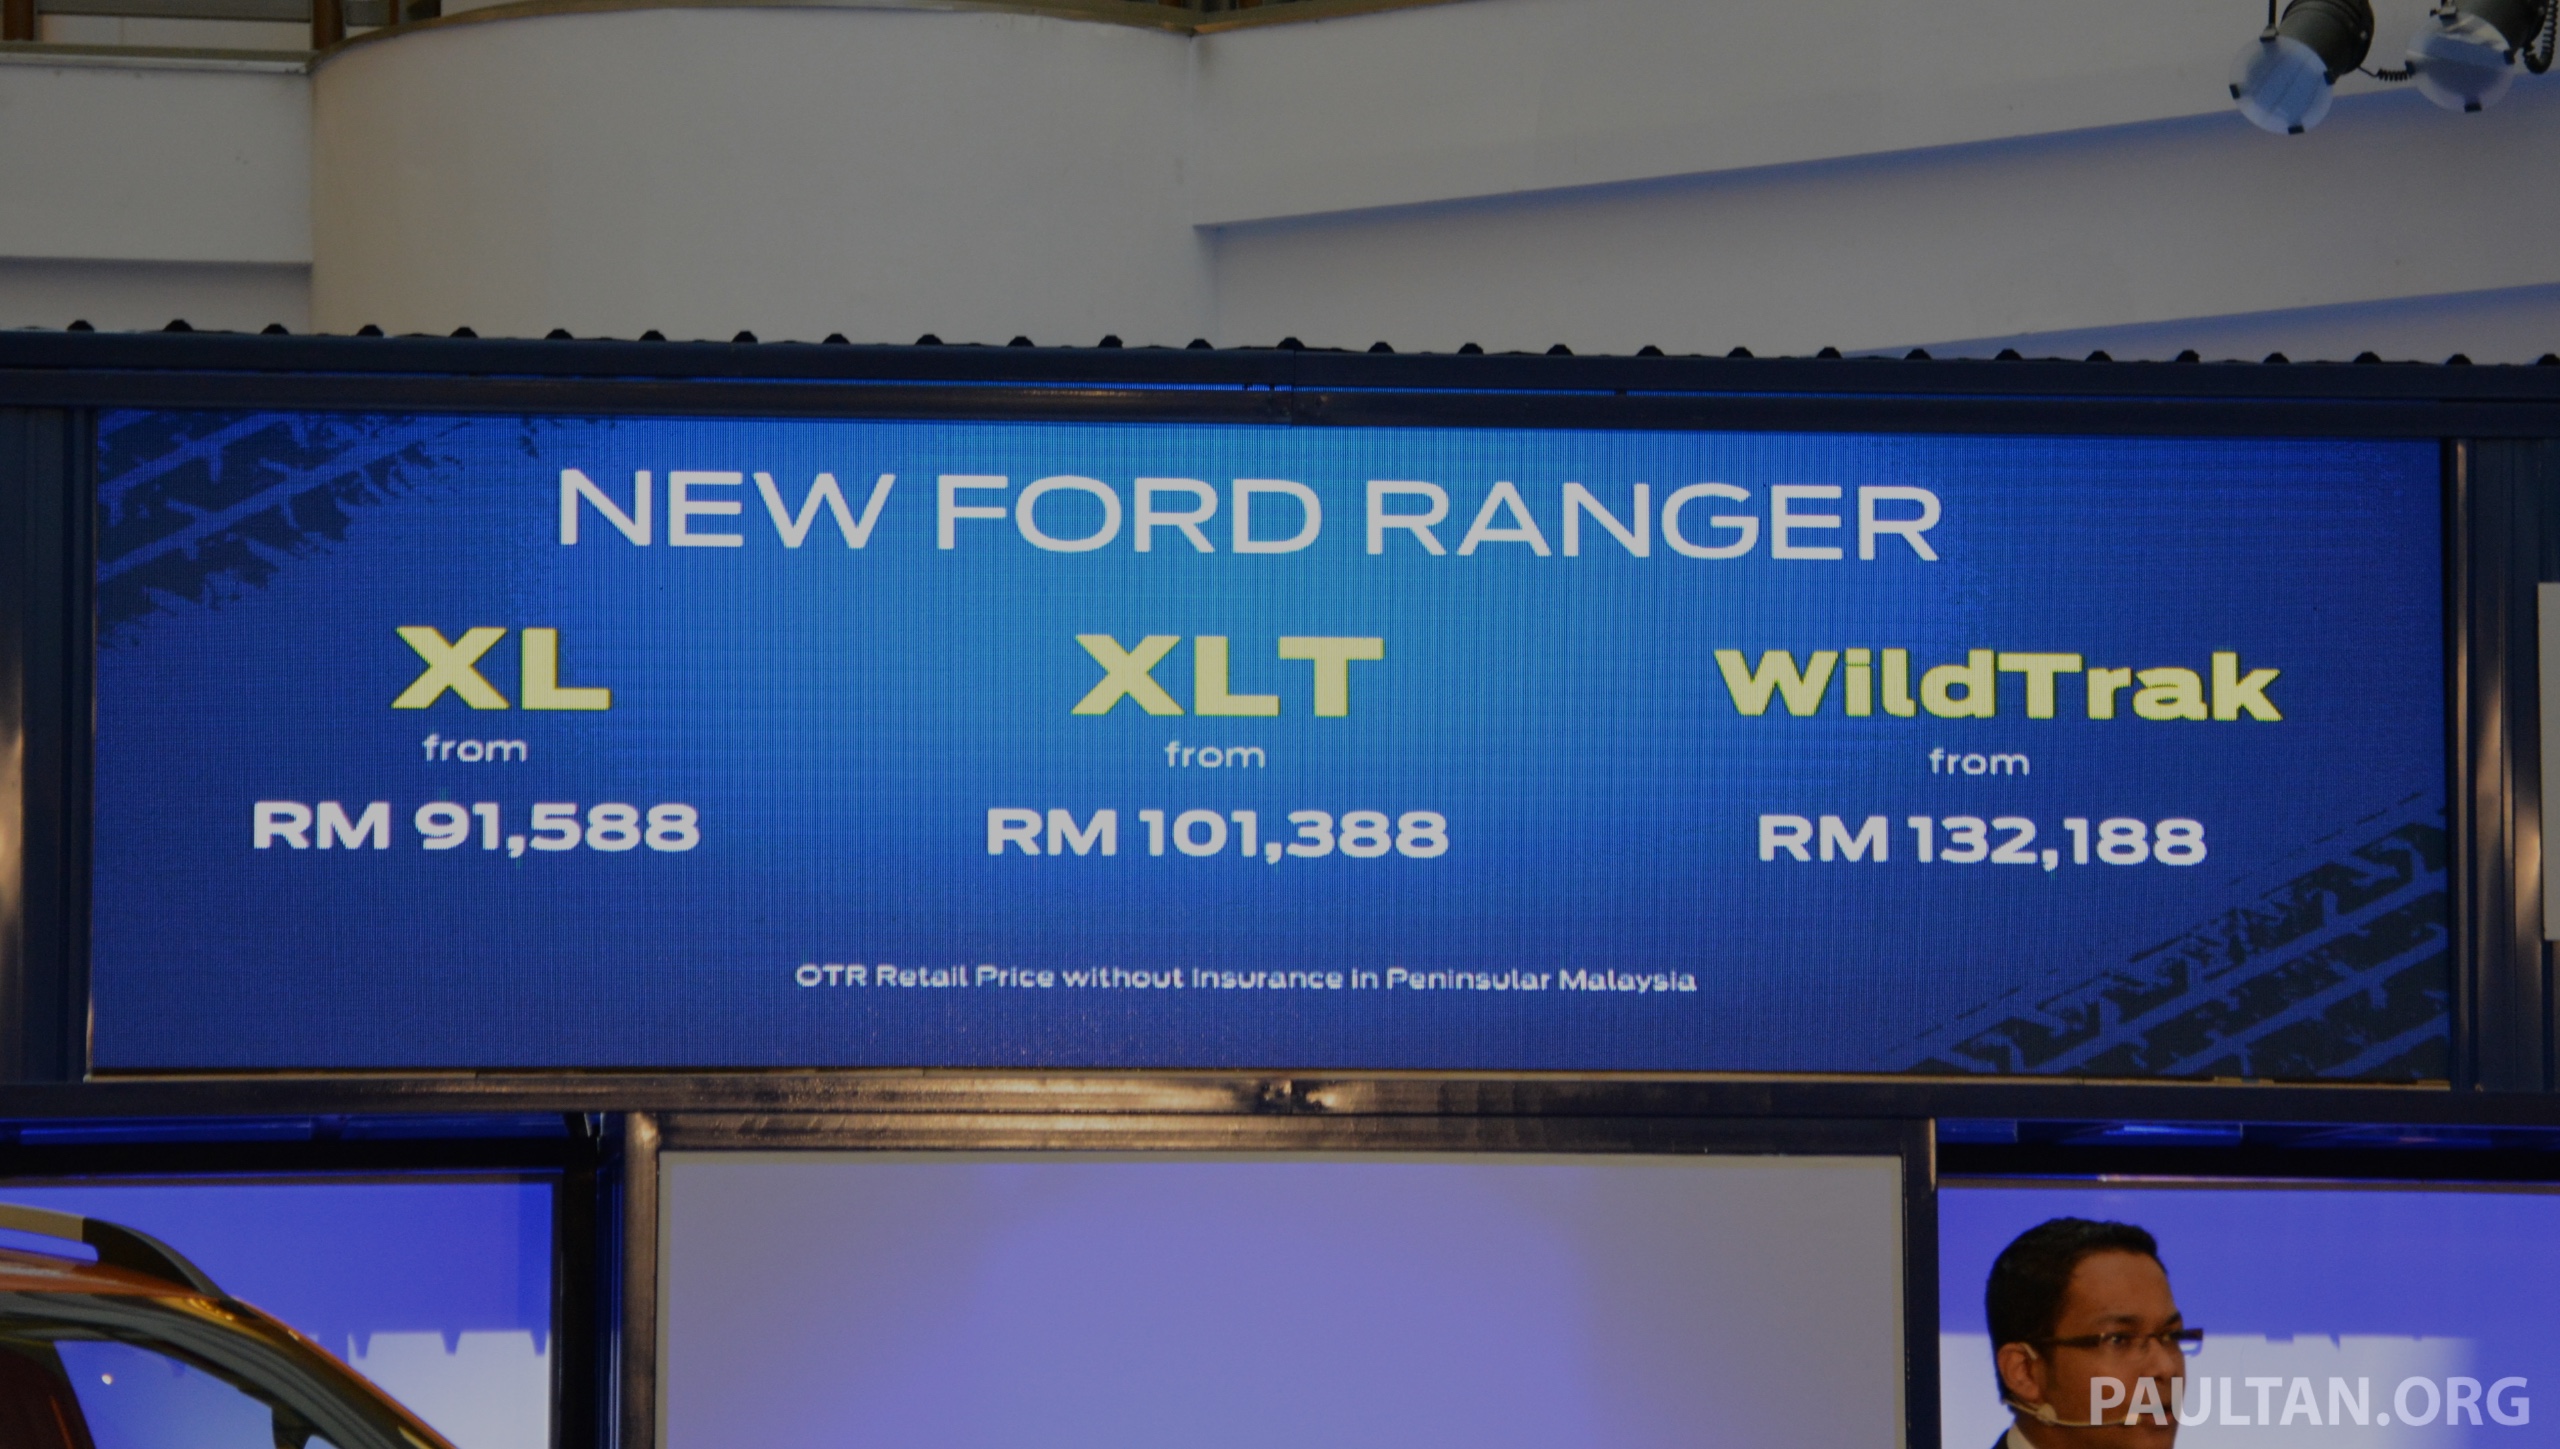 NEW FORD RANGER
XL
from
RM 91,588
XLT
from
RM 101,388
WildTrak
from
RM 132,188
OTR Retail Price without Insurance in Peninsular Malaysia
PAULTAN.ORG